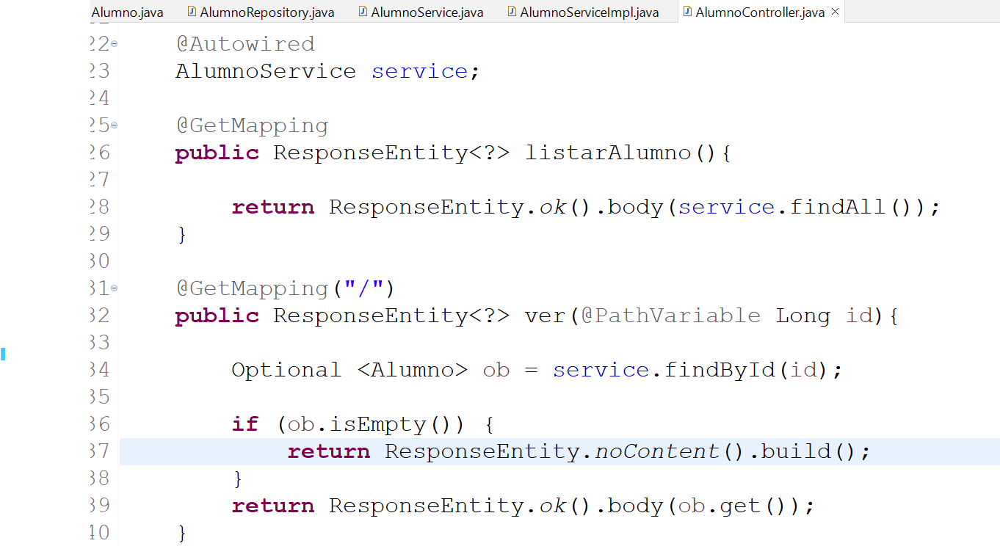 Alumno.java AlumnoRepository.java AlumnoService.java AlumnoServiceImpl.java AlumnoController.java
22 @Autowired
23 AlumnoService service;
24
25 @GetMapping
26 public ResponseEntity<?> listarAlumno(){
27
28 return ResponseEntity.ok().body(service.findAll());
29 }
30
31 @GetMapping("/")
32 public ResponseEntity<?> ver(@PathVariable Long id){
33
34 Optional <Alumno> ob = service.findById(id);
35
36 if (ob.isEmpty()) {
37 return ResponseEntity.noContent().build();
38 }
39 return ResponseEntity.ok().body(ob.get());
40 }